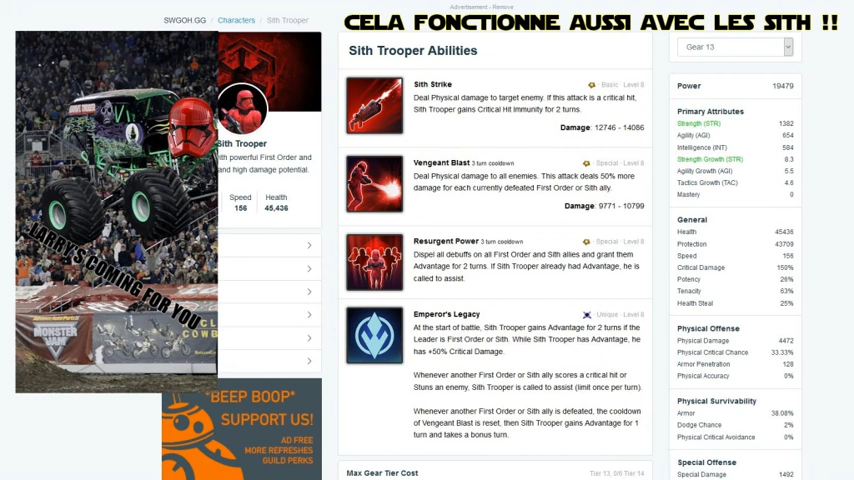 Advertisement - Remove
SWGOH.GG / Characters / Sith Trooper
CELA FONCTIONNE AUSSI AVEC LES SITH !!
LARRY'S COMING FOR YOU
MONSTER JAM
Sith Trooper
th powerful First Order and
and high damage potential.
Speed Health
156 45,436
"BEEP BOOP"
SUPPORT US!
AD FREE
MORE REFRESHES
GUILD PERKS
Sith Trooper Abilities
Sith Strike Basic · Level 8
Deal Physical damage to target enemy. If this attack is a critical hit,
Sith Trooper gains Critical Hit Immunity for 2 turns.
Damage: 12746 - 14086
Vengeant Blast 3 turn cooldown Special · Level 8
Deal Physical damage to all enemies. This attack deals 50% more
damage for each currently defeated First Order or Sith ally.
Damage: 9771 - 10799
Resurgent Power 3 turn cooldown Special · Level 8
Dispel all debuffs on all First Order and Sith allies and grant them
Advantage for 2 turns. If Sith Trooper already had Advantage, he is
called to assist.
Emperor's Legacy Unique · Level 8
At the start of battle, Sith Trooper gains Advantage for 2 turns if the
Leader is First Order or Sith. While Sith Trooper has Advantage, he
has +50% Critical Damage.
Whenever another First Order or Sith ally scores a critical hit or
Stuns an enemy, Sith Trooper is called to assist (limit once per turn).
Whenever another First Order or Sith ally is defeated, the cooldown
of Vengeant Blast is reset, then Sith Trooper gains Advantage for 1
turn and takes a bonus turn.
Max Gear Tier Cost Tier 13, 0/6 Tier 14
Gear 13
Power 19479
Primary Attributes
Strength (STR) 1382
Agility (AGI) 654
Intelligence (INT) 584
Strength Growth (STR) 8.3
Agility Growth (AGI) 5.5
Tactics Growth (TAC) 4.6
Mastery 0
General
Health 45436
Protection 43709
Speed 156
Critical Damage 150%
Potency 26%
Tenacity 63%
Health Steal 25%
Physical Offense
Physical Damage 4472
Physical Critical Chance 33.33%
Armor Penetration 128
Physical Accuracy 0%
Physical Survivability
Armor 38.08%
Dodge Chance 2%
Physical Critical Avoidance 0%
Special Offense
Special Damage 1492